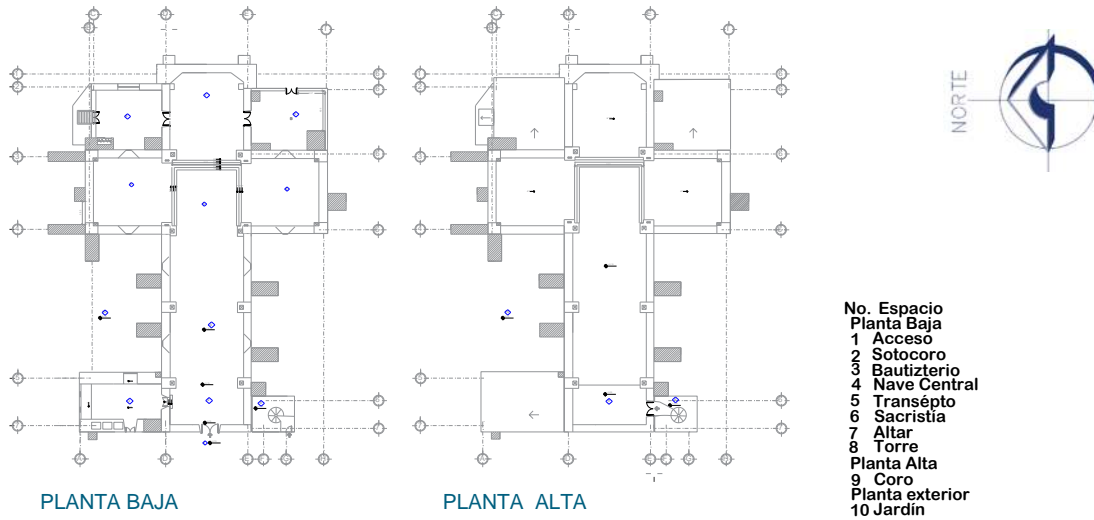 NORTE
No. Espacio
Planta Baja
1 Acceso
2 Sotocoro
3 Bautizterio
4 Nave Central
5 Transépto
6 Sacristía
7 Altar
8 Torre
Planta Alta
9 Coro
Planta exterior
10 Jardín
PLANTA BAJA
PLANTA ALTA